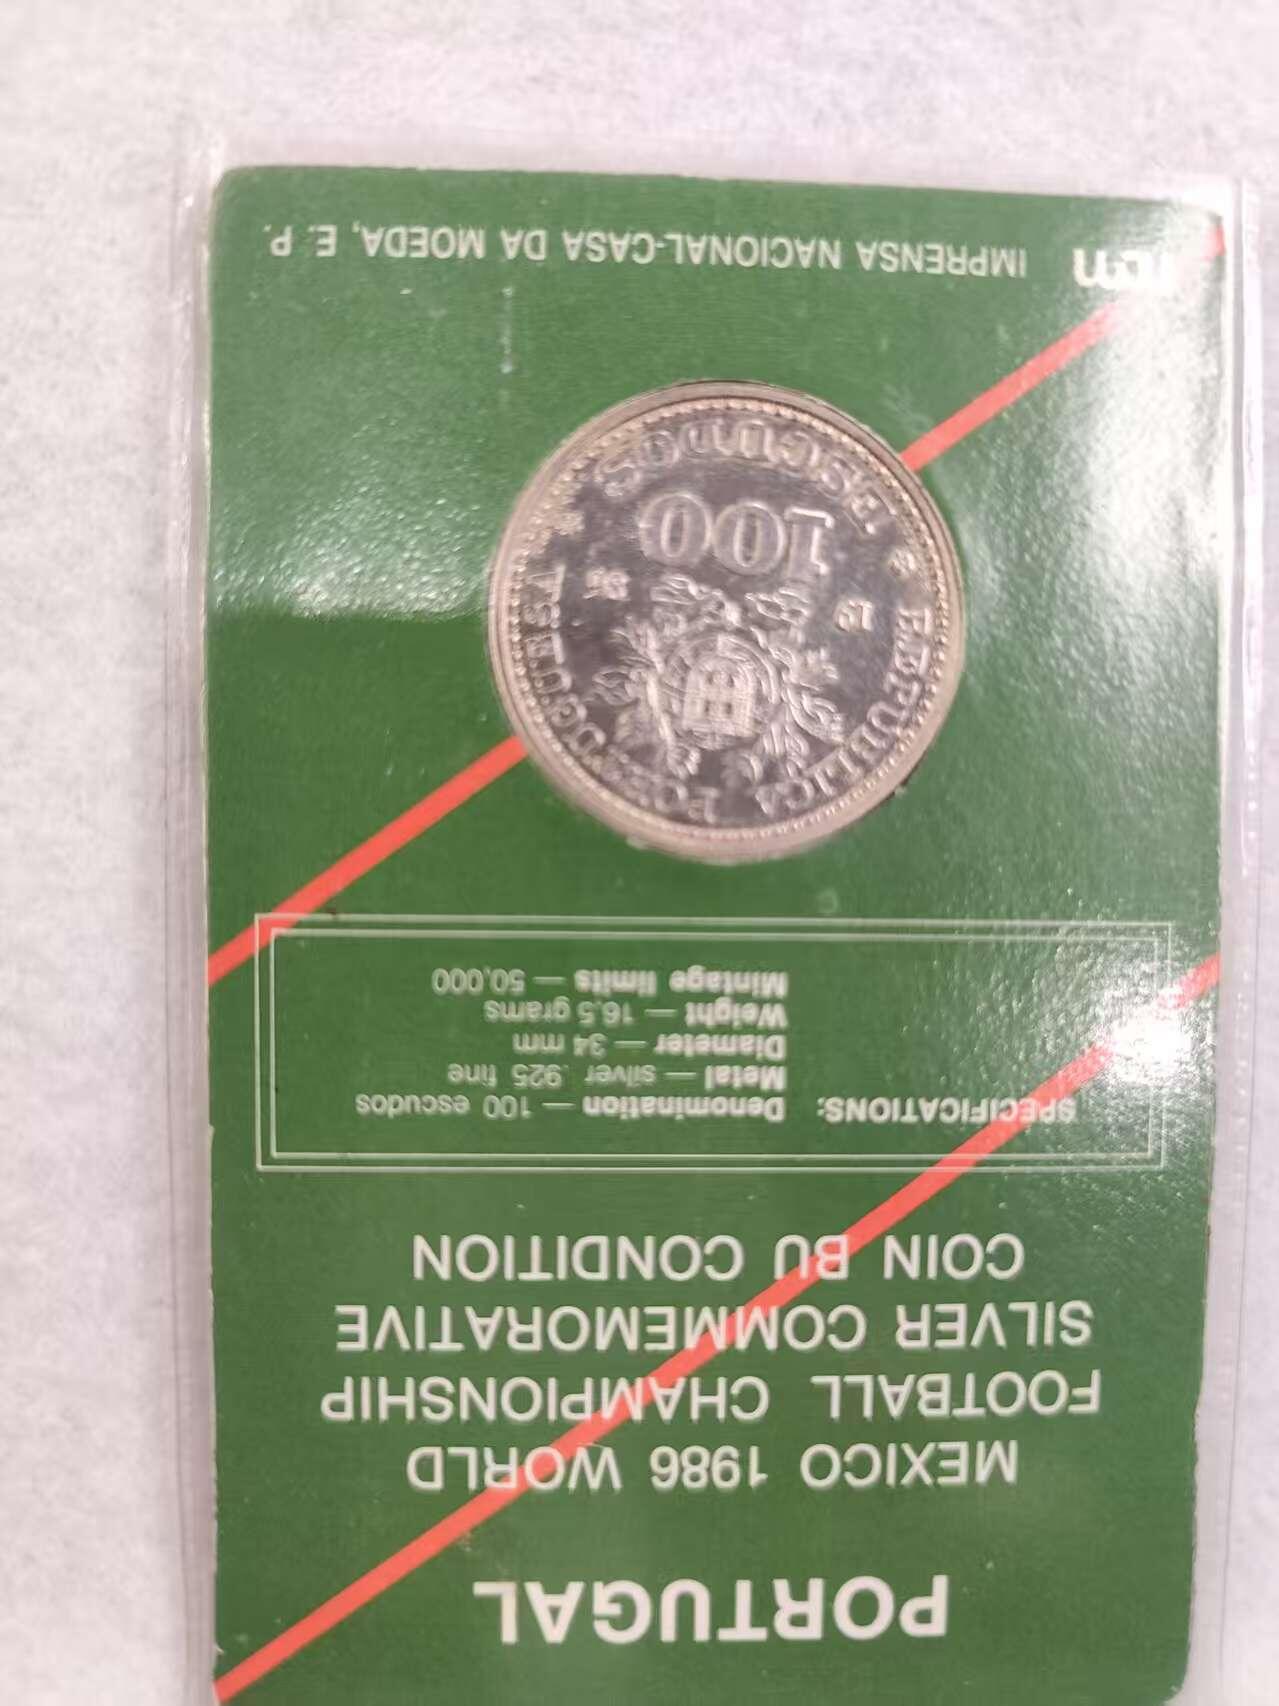 PORTUGAL
MEXICO 1986 WORLD
FOOTBALL CHAMPIONSHIP
SILVER COMMEMORATIVE
COIN BU CONDITION
SPECIFICATIONS: Denomination — 100 escudos
Metal — silver .925 fine
Diameter — 34 mm
Weight — 16,5 grams
Mintage limits — 50,000
REPUBLICA PORTUGUESA
19 86
100
ESCUDOS
incm IMPRENSA NACIONAL-CASA DA MOEDA, E. P.